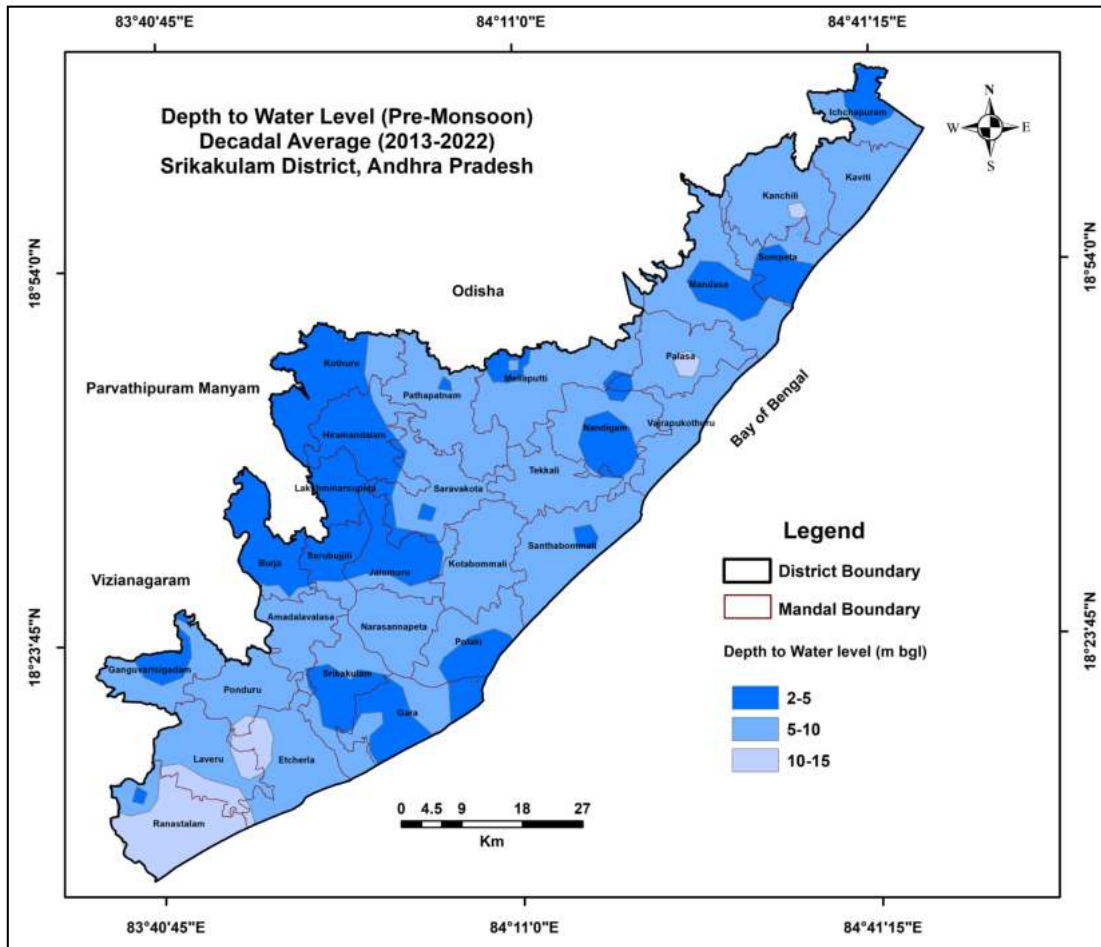 83°40'45"E
84°11'0"E
84°41'15"E
Depth to Water Level (Pre-Monsoon)
Decadal Average (2013-2022)
Srikakulam District, Andhra Pradesh
N
W
E
S
Ichchapuram
Kaviti
Kanchili
18°54'0"N
18°54'0"N
Sompeta
Mandasa
Odisha
Palasa
Kothuru
Meliaputti
Parvathipuram Manyam
Pathapatnam
Bay of Bengal
Vajrapukothuru
Nandigam
Hiramandalam
Tekkali
Lakshminarsupeta
Saravakota
Legend
Santhabommali
Sarubujjili
Burja
Jalumuru
Kotabommali
District Boundary
Vizianagaram
Mandal Boundary
Amadalavalasa
Narasannapeta
18°23'45"N
18°23'45"N
Polaki
Depth to Water level (m bgl)
Ganguvarisigadam
Srikakulam
Ponduru
2-5
Gara
5-10
Laveru
Etcherla
10-15
Ranastalam
0 4.5 9 18 27
Km
83°40'45"E
84°11'0"E
84°41'15"E